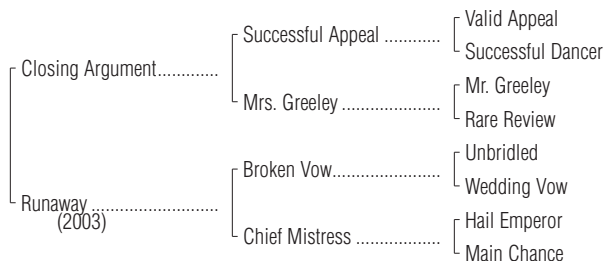 Valid Appeal
Successful Appeal ............
Successful Dancer
Closing Argument.............
Mr. Greeley
Mrs. Greeley .....................
Rare Review
Unbridled
Broken Vow.......................
Wedding Vow
Runaway ...........................
(2003)
Hail Emperor
Chief Mistress ..................
Main Chance